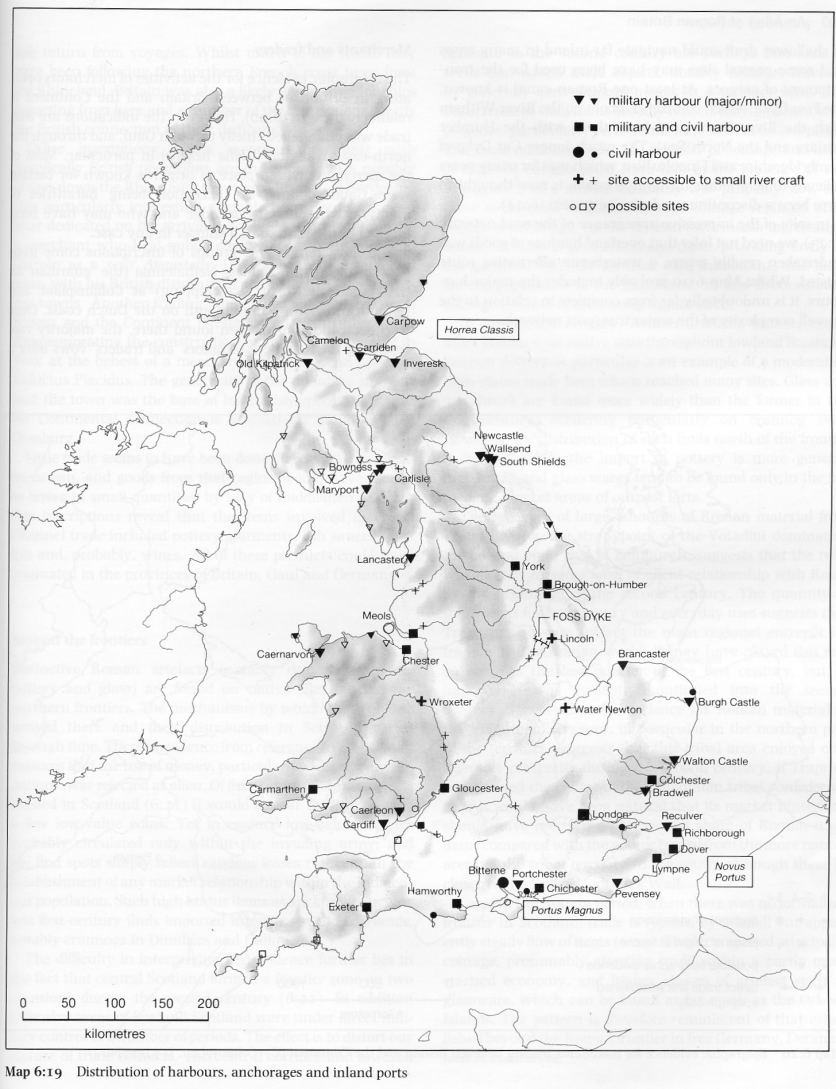 military harbour (major/minor)
military and civil harbour
civil harbour
site accessible to small river craft
possible sites
Carpow
Horrea Classis
Camelon
Carriden
Old Kilpatrick
Inveresk
Newcastle
Wallsend
South Shields
Bowness
Carlisle
Maryport
Lancaster
York
Brough-on-Humber
FOSS DYKE
Meols
Lincoln
Chester
Caernarvon
Brancaster
Wroxeter
Water Newton
Burgh Castle
Walton Castle
Colchester
Carmarthen
Gloucester
Bradwell
Caerleon
London
Reculver
Cardiff
Richborough
Dover
Lympne
Bitterne
Portchester
Novus
Portus
Hamworthy
Chichester
Pevensey
Exeter
Portus Magnus
0 50 100 150 200
kilometres
Map 6:19 Distribution of harbours, anchorages and inland ports